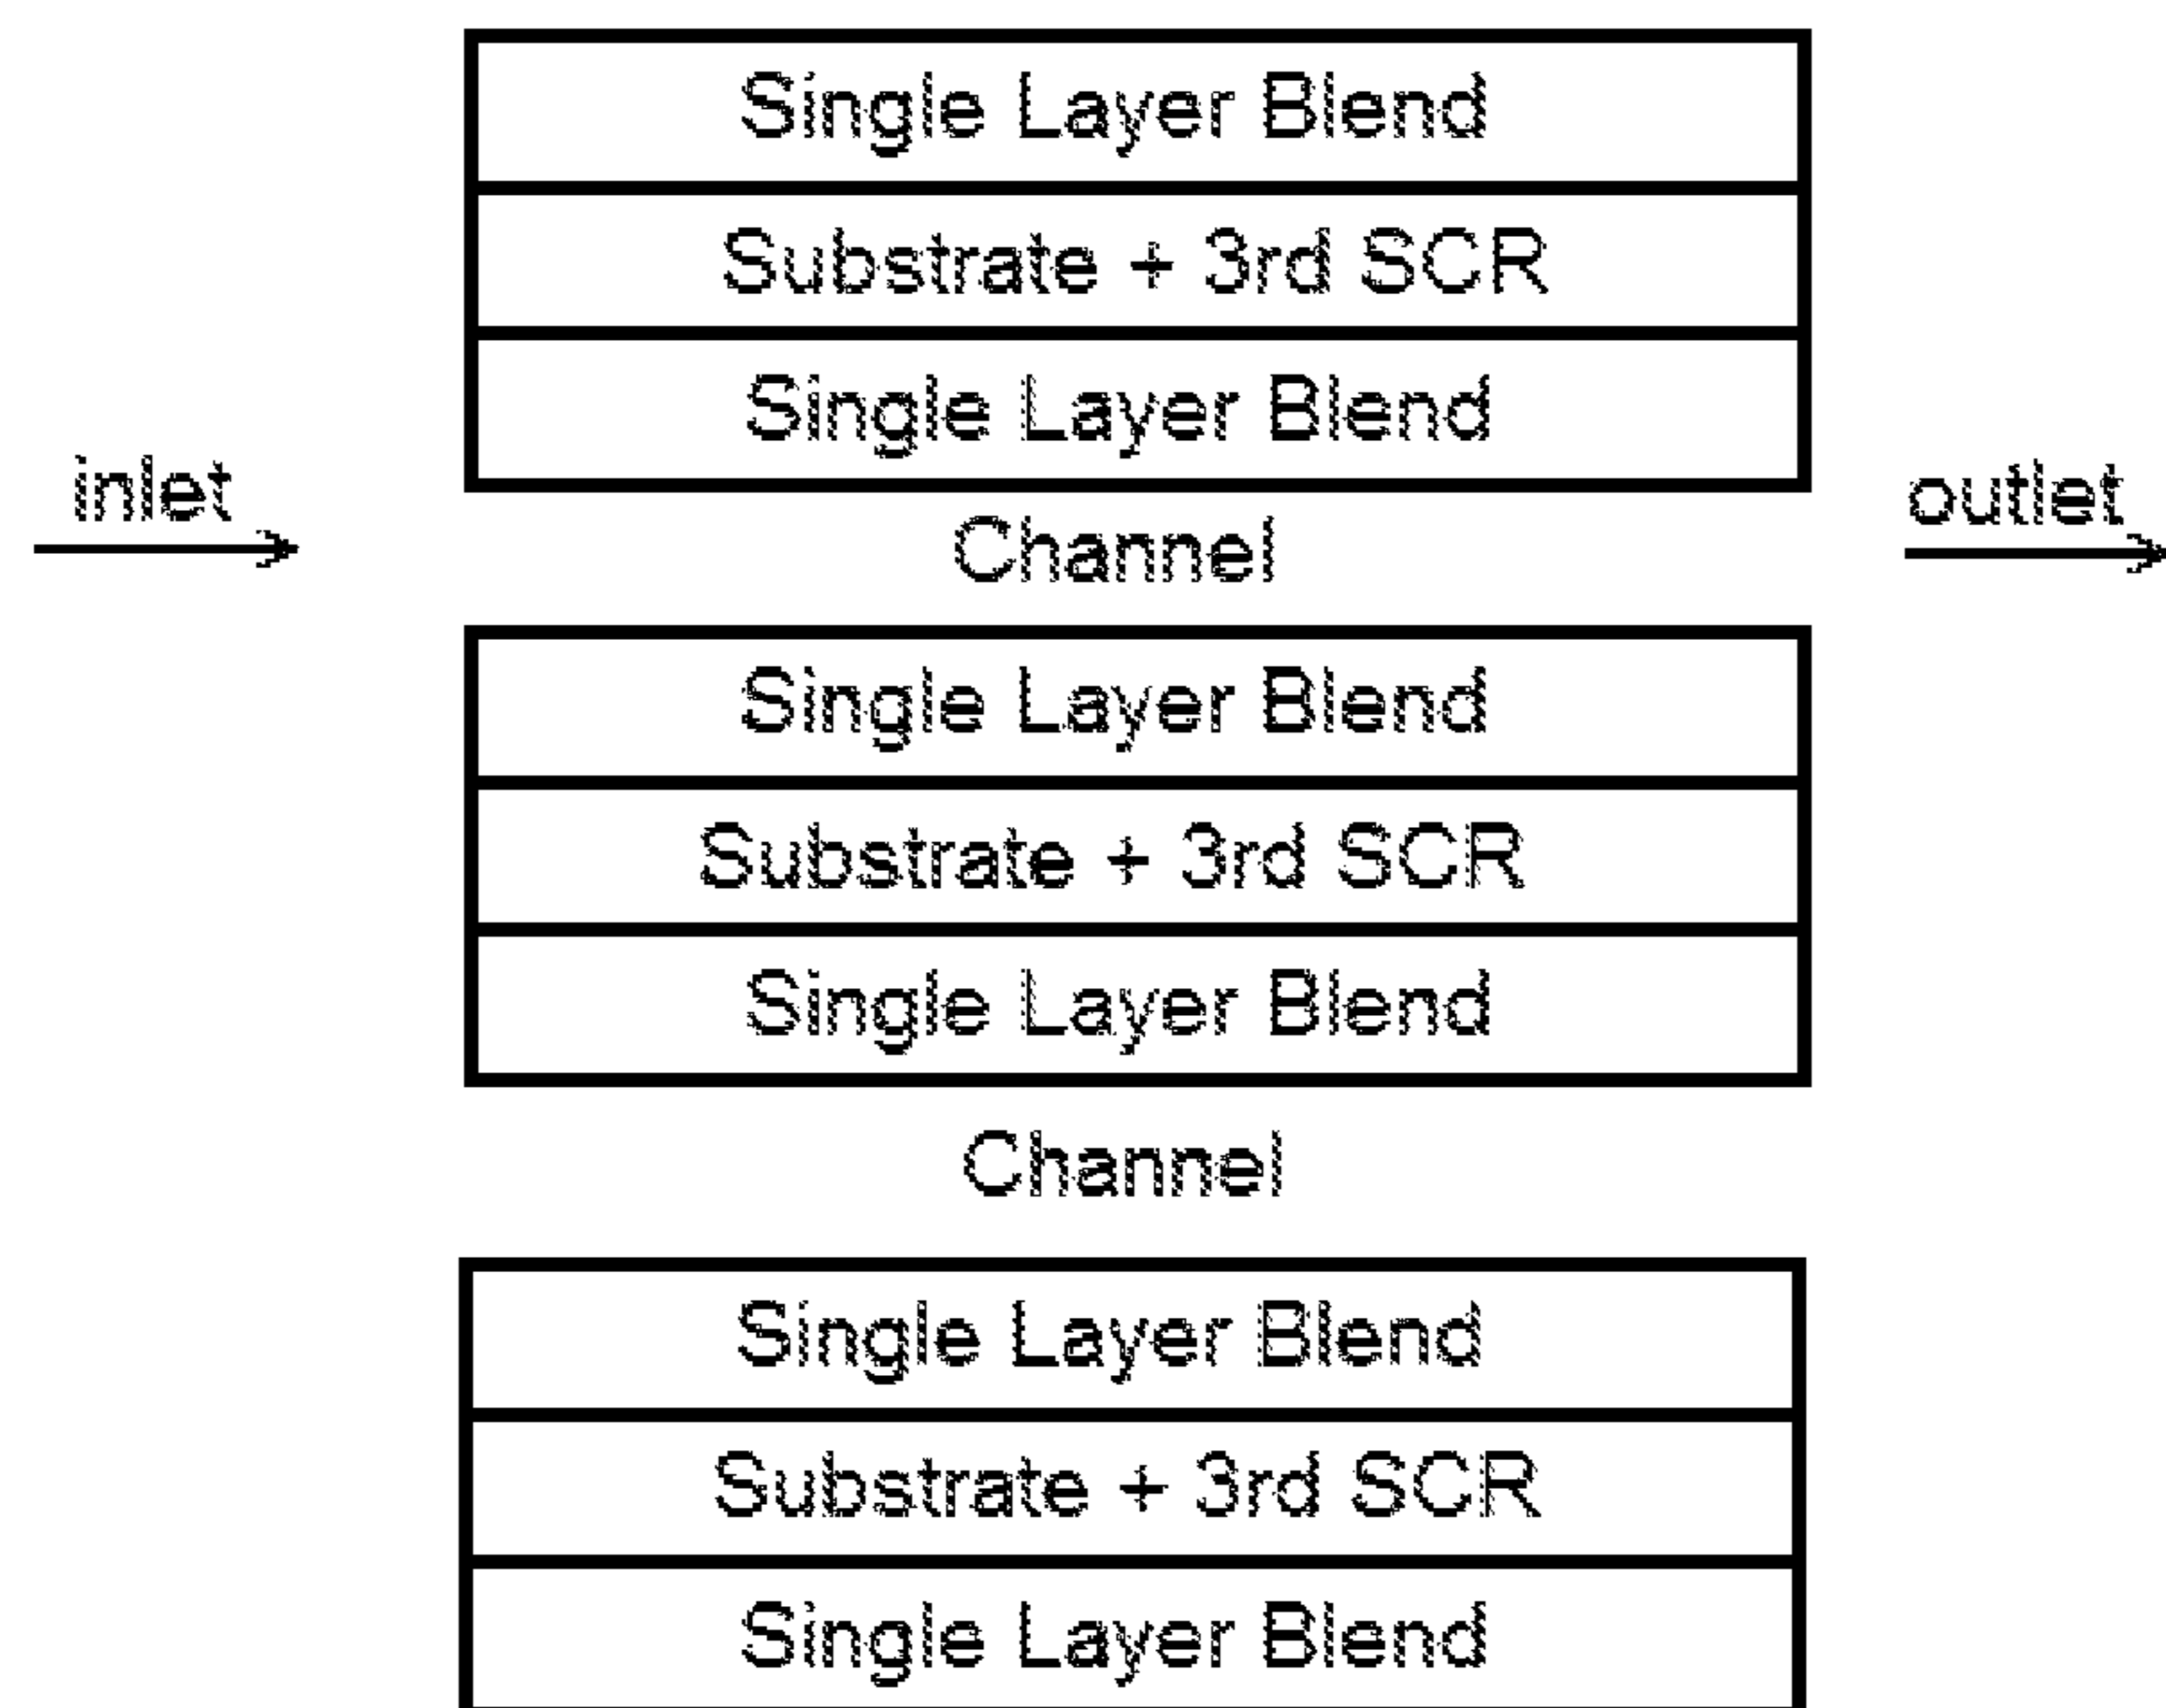 Single Layer Blend
Substrate + 3rd SCR
Single Layer Blend
inlet
outlet
Channel
Single Layer Blend
Substrate + 3rd SCR
Single Layer Blend
Channel
Single Layer Blend
Substrate + 3rd SCR
Single Layer Blend